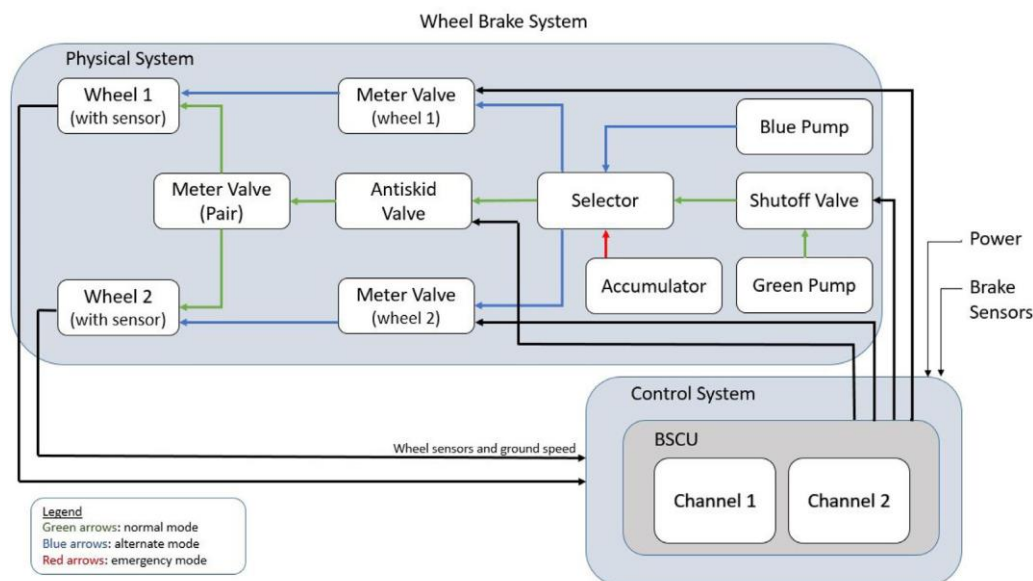 Wheel Brake System
Physical System
Wheel 1
(with sensor)
Meter Valve
(wheel 1)
Blue Pump
Meter Valve
(Pair)
Antiskid
Valve
Selector
Shutoff Valve
Wheel 2
(with sensor)
Meter Valve
(wheel 2)
Accumulator
Green Pump
Power
Brake
Sensors
Control System
BSCU
Channel 1
Channel 2
Wheel sensors and ground speed
Legend
Green arrows: normal mode
Blue arrows: alternate mode
Red arrows: emergency mode